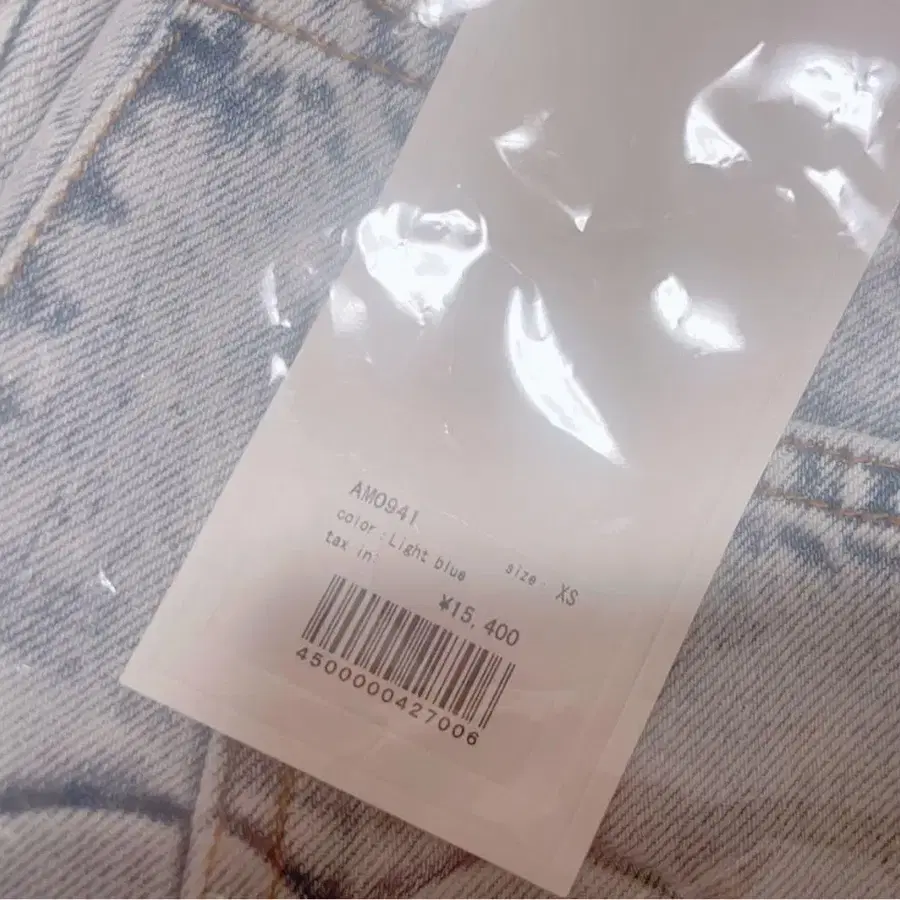 AM0941
color : Light blue size : XS
tax in
¥15,400
4500000427006